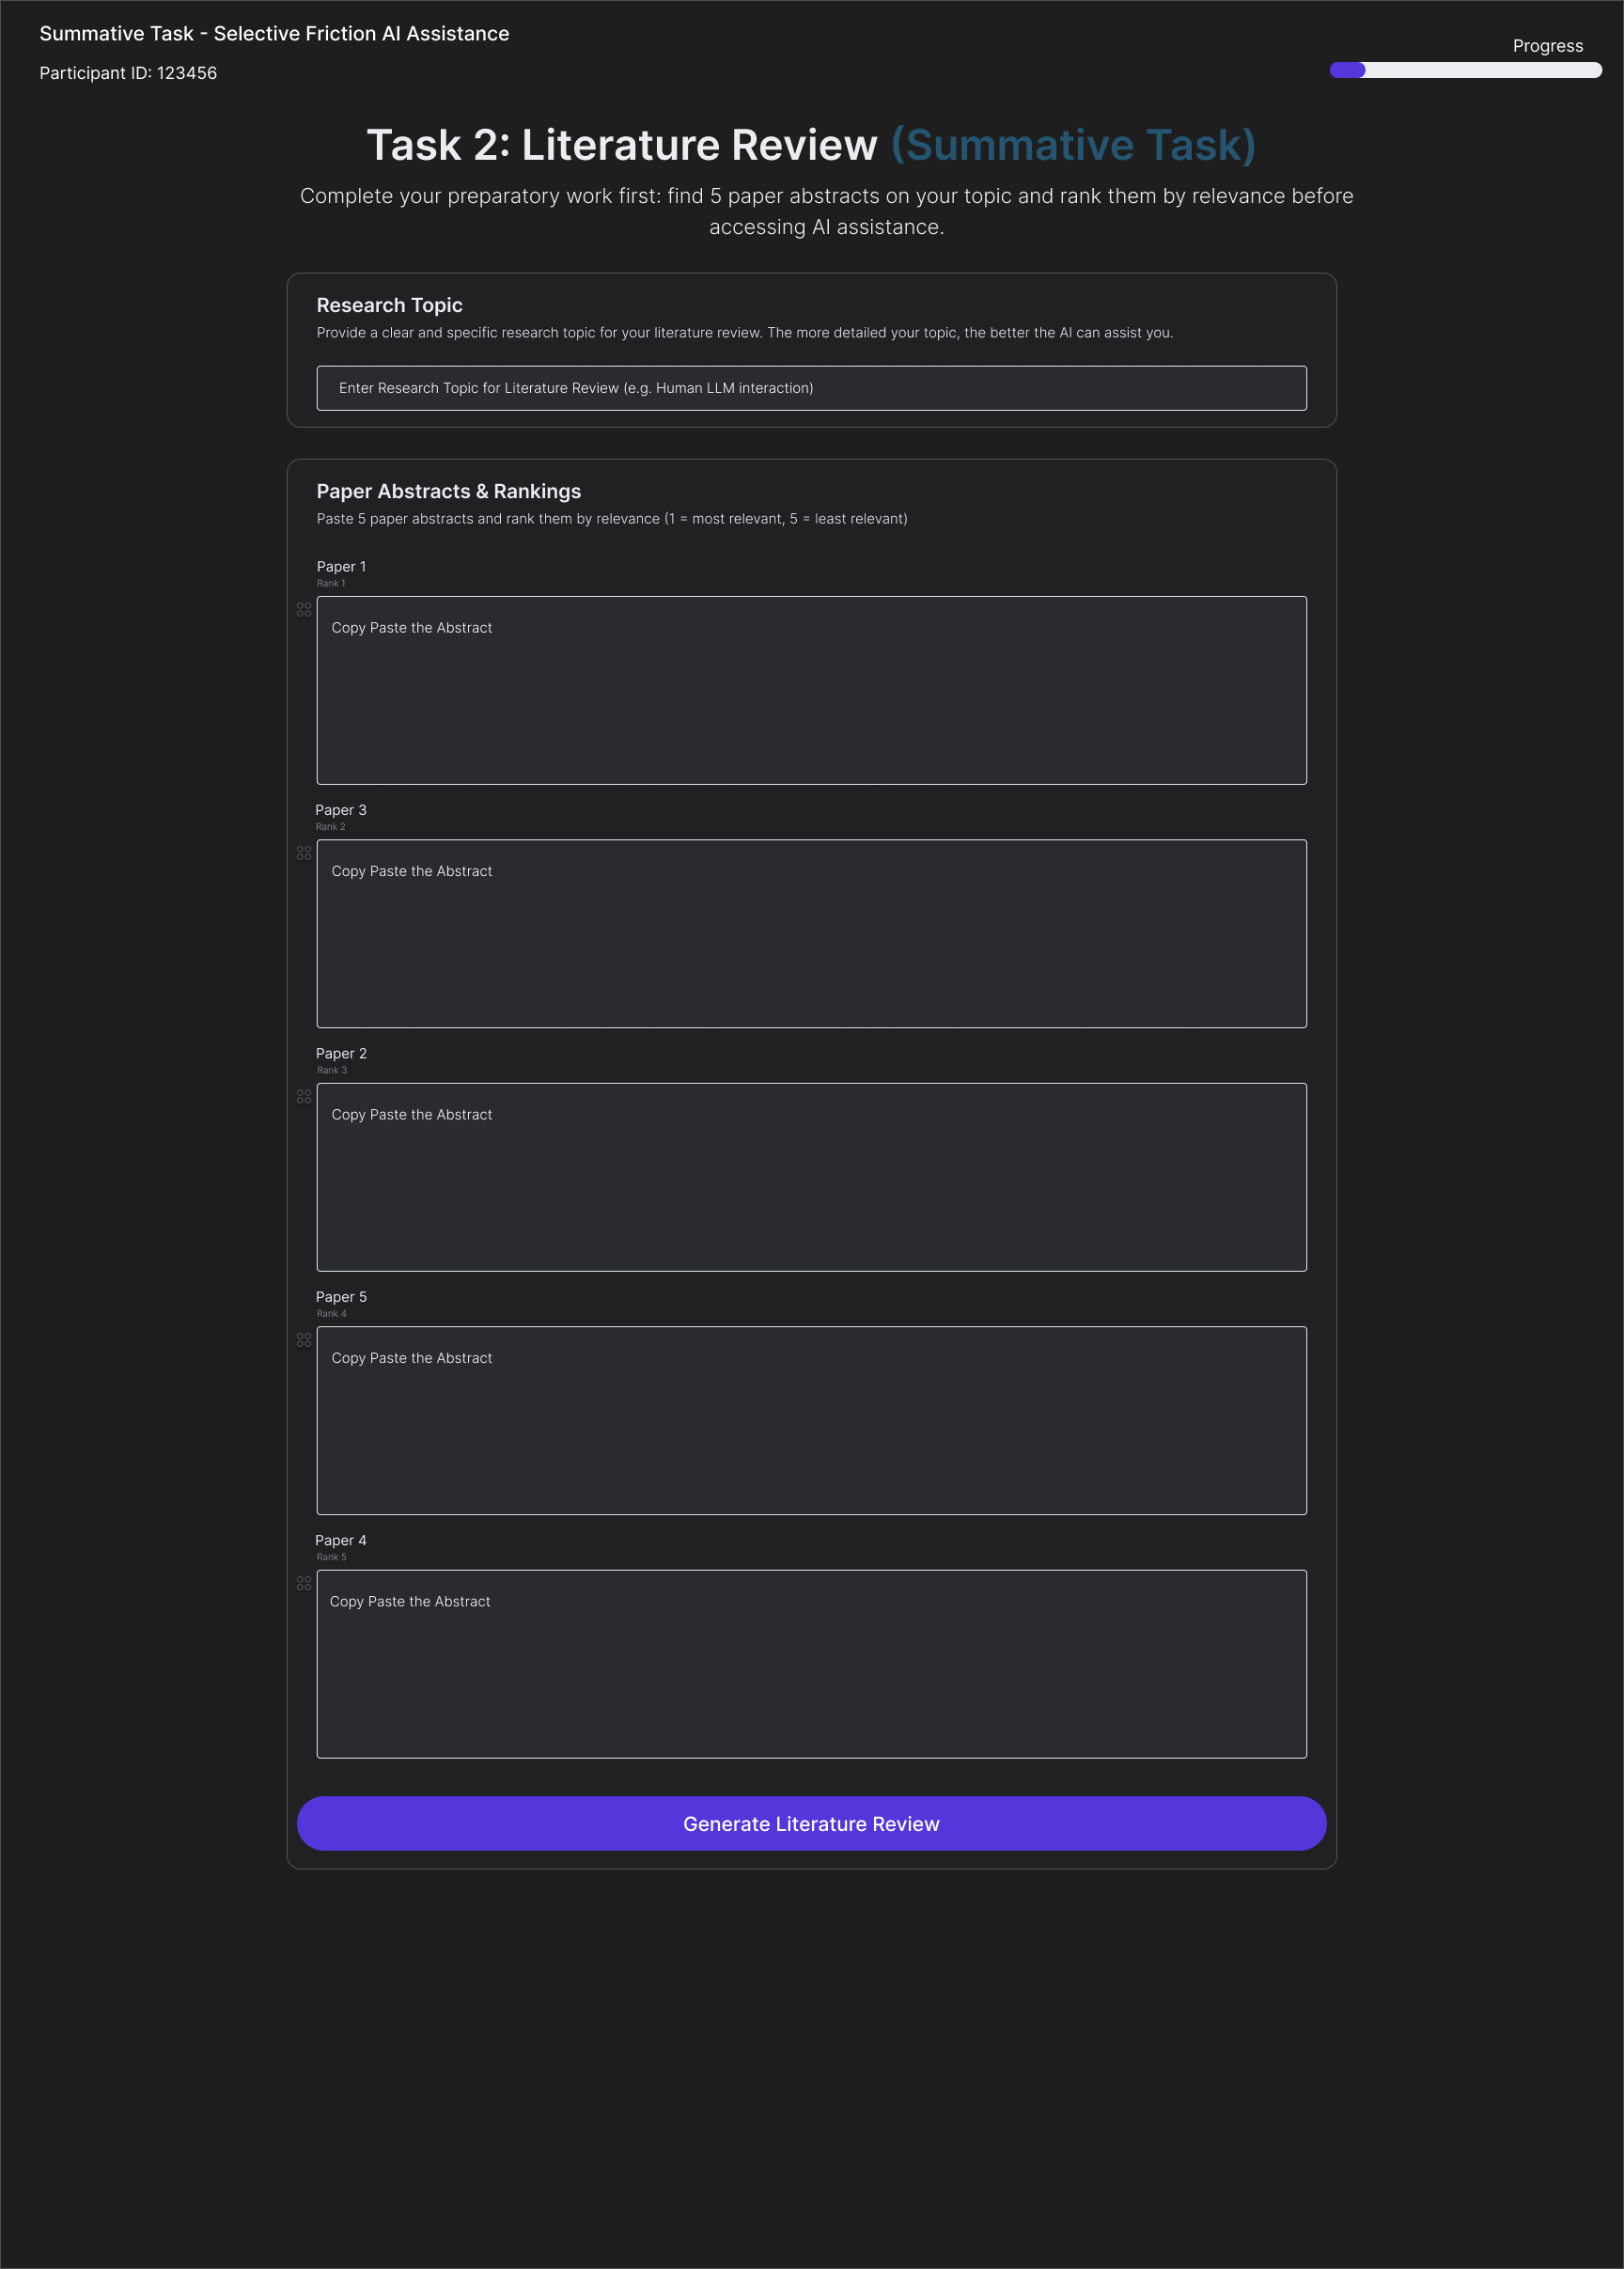 Summative Task - Selective Friction AI Assistance
Participant ID: 123456
Progress
Task 2: Literature Review (Summative Task)
Complete your preparatory work first: find 5 paper abstracts on your topic and rank them by relevance before
accessing AI assistance.
Research Topic
Provide a clear and specific research topic for your literature review. The more detailed your topic, the better the AI can assist you.
Enter Research Topic for Literature Review (e.g. Human LLM interaction)
Paper Abstracts & Rankings
Paste 5 paper abstracts and rank them by relevance (1 = most relevant, 5 = least relevant)
Paper 1
Rank 1
Copy Paste the Abstract
Paper 3
Rank 2
Copy Paste the Abstract
Paper 2
Rank 3
Copy Paste the Abstract
Paper 5
Rank 4
Copy Paste the Abstract
Paper 4
Rank 5
Copy Paste the Abstract
Generate Literature Review